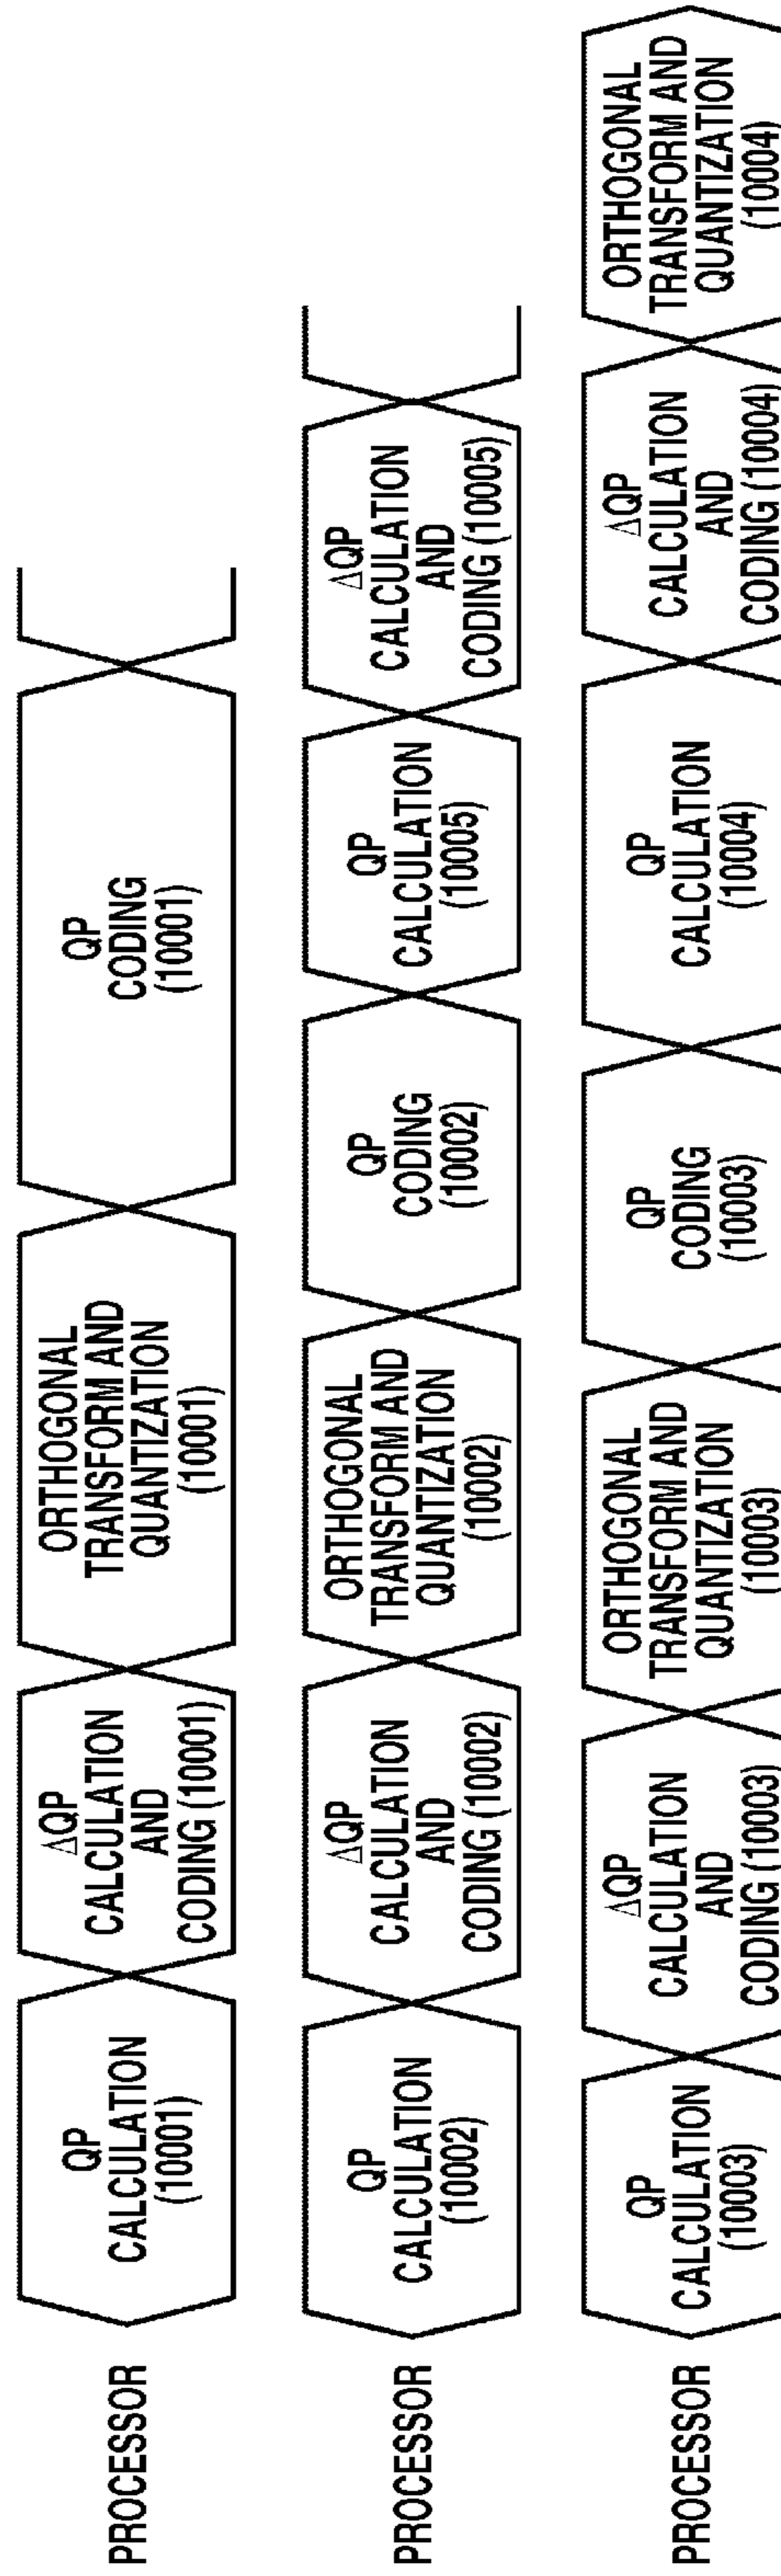 PROCESSOR
QP
CALCULATION
(10001)
ΔQP
CALCULATION
AND
CODING (10001)
ORTHOGONAL
TRANSFORM AND
QUANTIZATION
(10001)
QP
CODING
(10001)
PROCESSOR
QP
CALCULATION
(10002)
ΔQP
CALCULATION
AND
CODING (10002)
ORTHOGONAL
TRANSFORM AND
QUANTIZATION
(10002)
QP
CODING
(10002)
QP
CALCULATION
(10005)
ΔQP
CALCULATION
AND
CODING (10005)
PROCESSOR
QP
CALCULATION
(10003)
ΔQP
CALCULATION
AND
CODING (10003)
ORTHOGONAL
TRANSFORM AND
QUANTIZATION
(10003)
QP
CODING
(10003)
QP
CALCULATION
(10004)
ΔQP
CALCULATION
AND
CODING (10004)
ORTHOGONAL
TRANSFORM AND
QUANTIZATION
(10004)